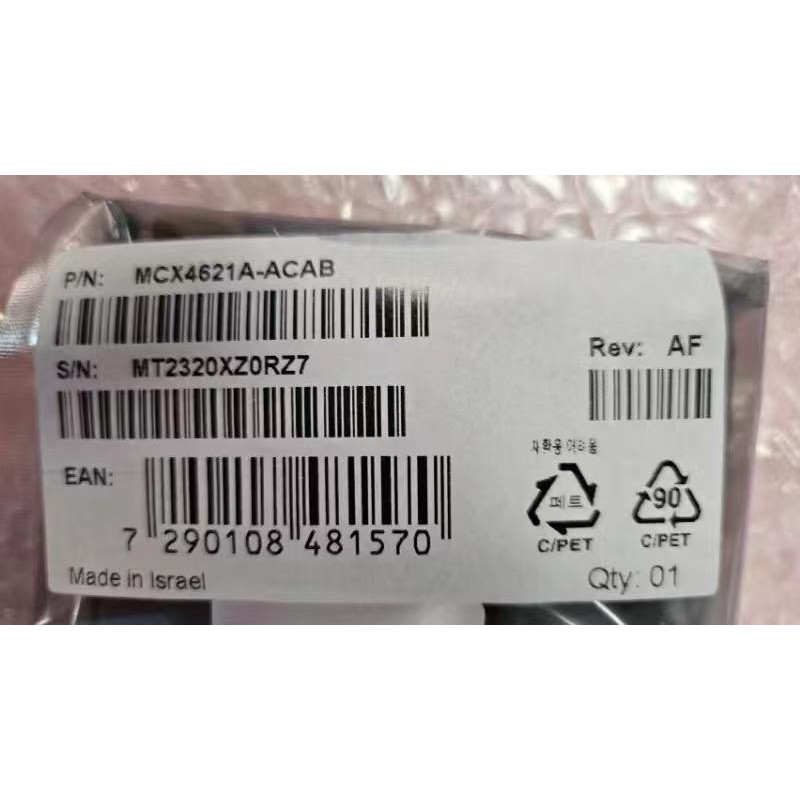 P/N: MCX4621A-ACAB
S/N: MT2320XZ0RZ7
Rev: AF
EAN:
7 290108 481570
재활용 어려움
페트
C/PET
90
C/PET
Made in Israel
Qty: 01